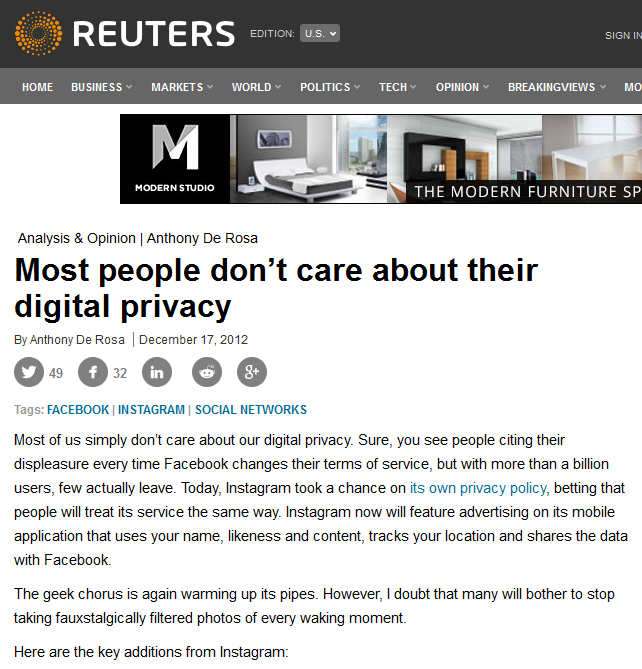 REUTERS
EDITION: U.S.
SIGN IN
HOME BUSINESS MARKETS WORLD POLITICS TECH OPINION BREAKINGVIEWS MO
M
MODERN STUDIO
THE MODERN FURNITURE SP
Analysis & Opinion | Anthony De Rosa
Most people don’t care about their
digital privacy
By Anthony De Rosa | December 17, 2012
49 32 in g+
Tags: FACEBOOK | INSTAGRAM | SOCIAL NETWORKS
Most of us simply don’t care about our digital privacy. Sure, you see people citing their
displeasure every time Facebook changes their terms of service, but with more than a billion
users, few actually leave. Today, Instagram took a chance on its own privacy policy, betting that
people will treat its service the same way. Instagram now will feature advertising on its mobile
application that uses your name, likeness and content, tracks your location and shares the data
with Facebook.
The geek chorus is again warming up its pipes. However, I doubt that many will bother to stop
taking fauxstalgically filtered photos of every waking moment.
Here are the key additions from Instagram: